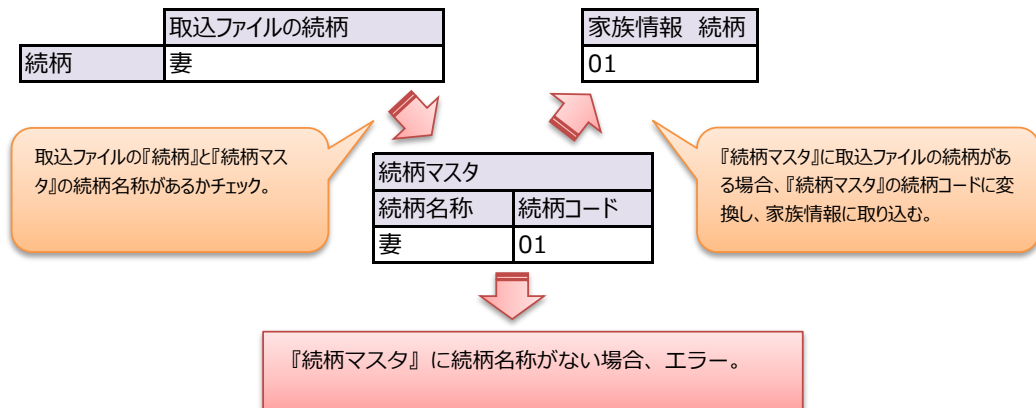 取込ファイルの続柄
続柄 妻
家族情報 続柄
01
取込ファイルの『続柄』と『続柄マス
タ』の続柄名称があるかチェック。
『続柄マスタ』に取込ファイルの続柄があ
る場合、『続柄マスタ』の続柄コードに変
換し、家族情報に取り込む。
続柄マスタ
続柄名称 続柄コード
妻 01
『続柄マスタ』に続柄名称がない場合、エラー。